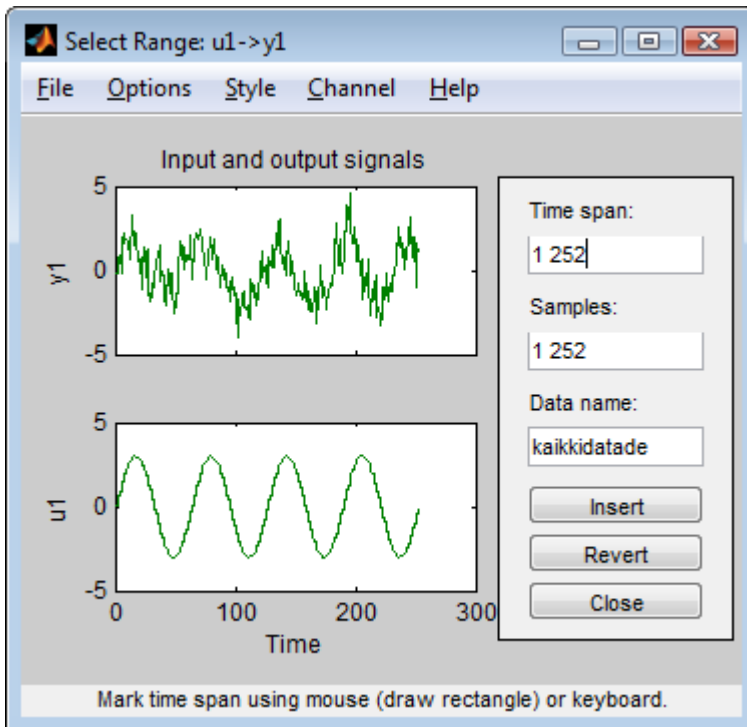 Select Range: u1->y1
File Options Style Channel Help
Input and output signals
5
0
-5
y1
5
0
-5
u1
0 100 200 300
Time
Time span:
1 252
Samples:
1 252
Data name:
kaikkidatade
Insert
Revert
Close
Mark time span using mouse (draw rectangle) or keyboard.